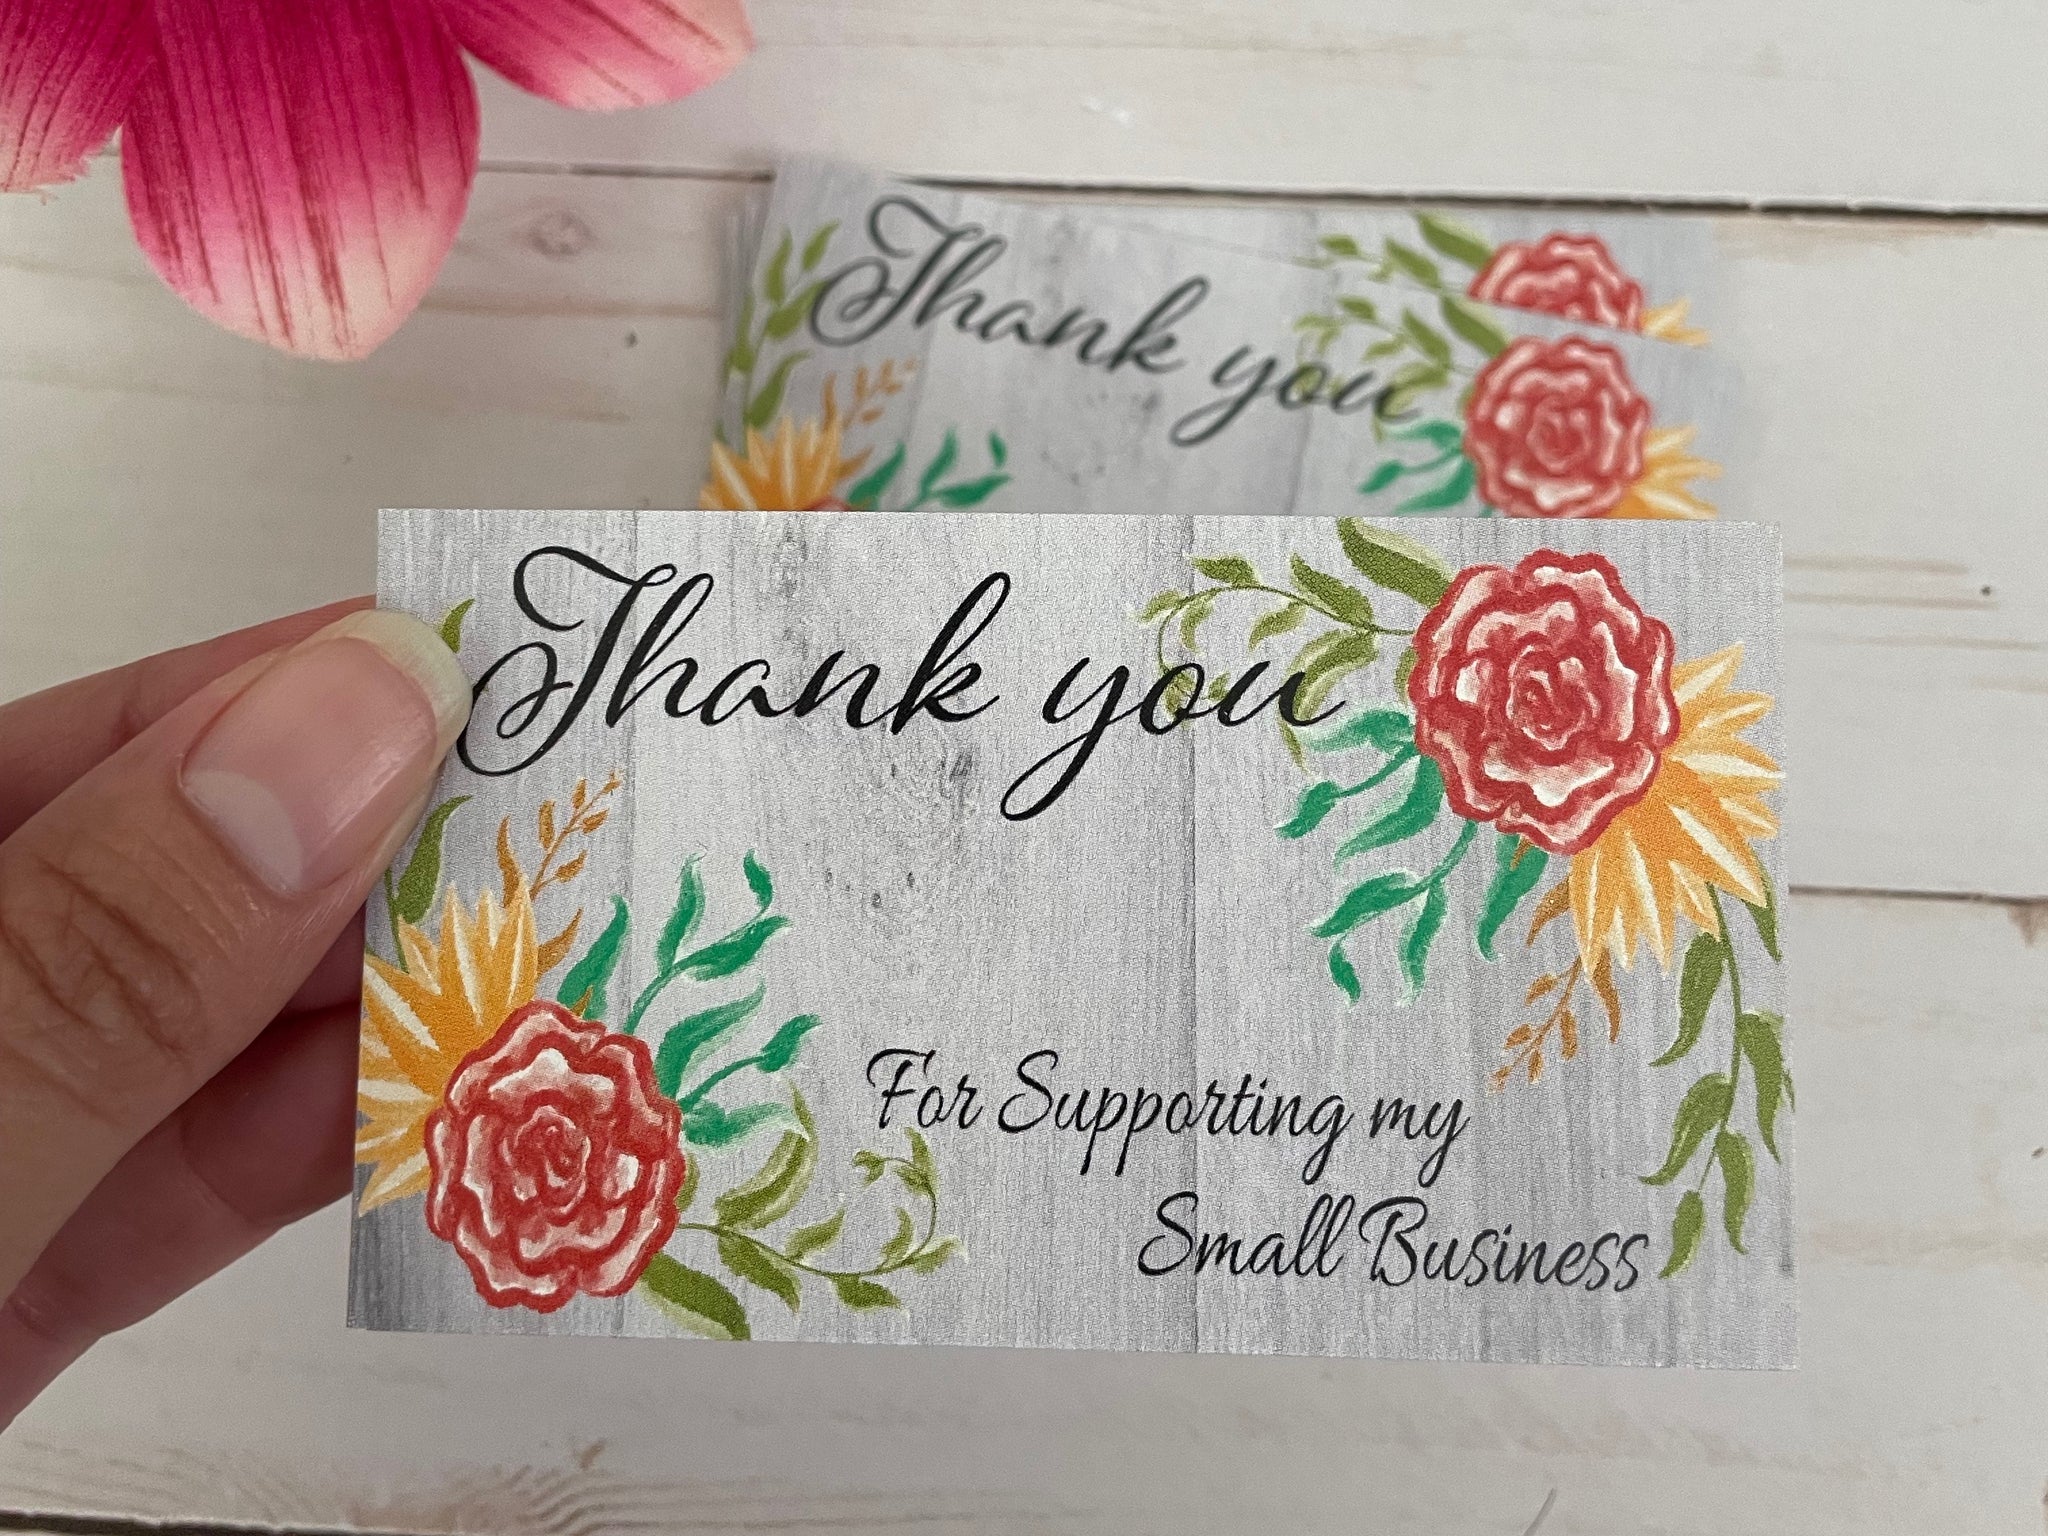 Thank you
Thank you
For Supporting my
Small Business